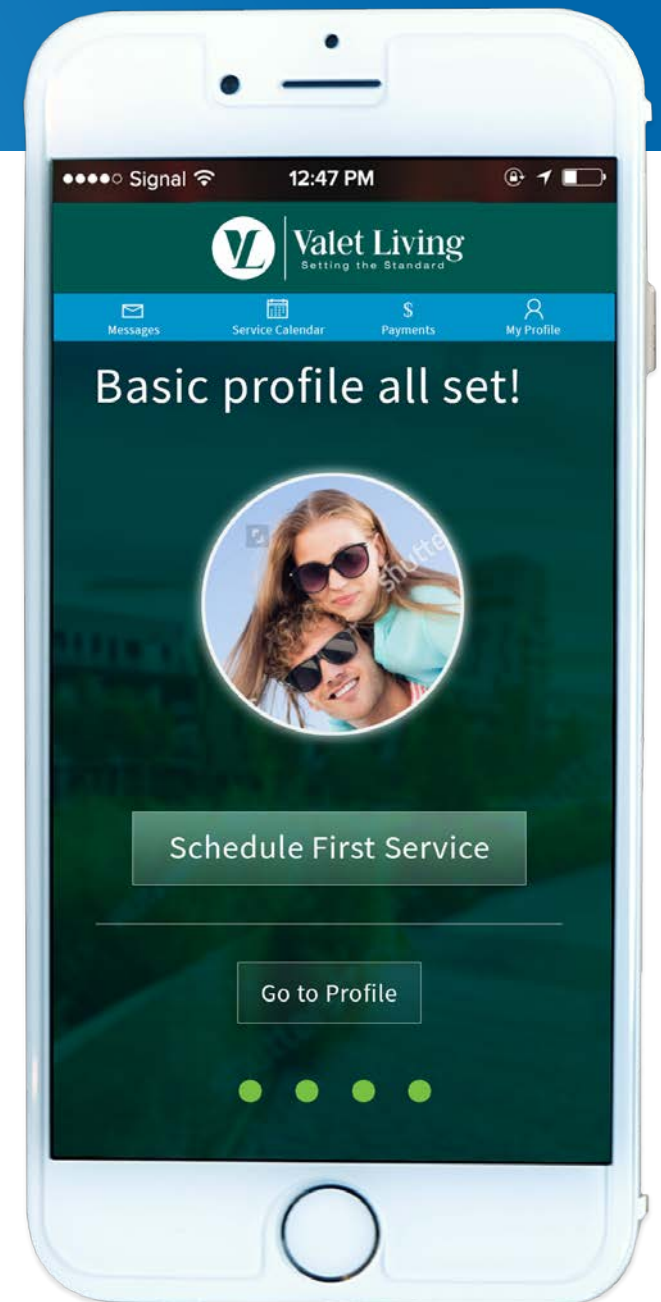 Signal 12:47 PM
VL Valet Living
Setting the Standard
Messages Service Calendar $ Payments My Profile
Basic profile all set!
shutte
Schedule First Service
Go to Profile